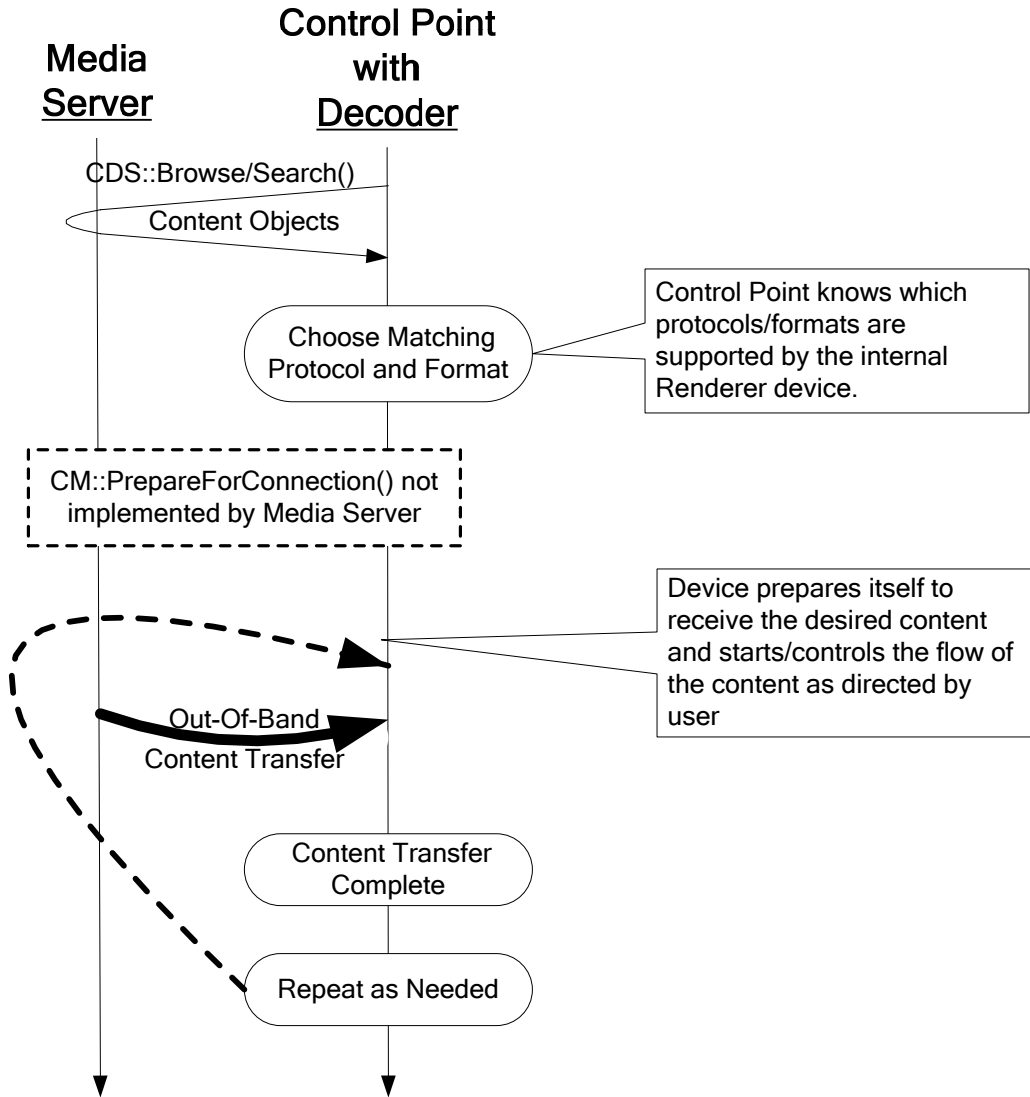 Media
Server
Control Point
with
Decoder
CDS::Browse/Search()
Content Objects
Choose Matching
Protocol and Format
Control Point knows which
protocols/formats are
supported by the internal
Renderer device.
CM::PrepareForConnection() not
implemented by Media Server
Device prepares itself to
receive the desired content
and starts/controls the flow of
the content as directed by
user
Out-Of-Band
Content Transfer
Content Transfer
Complete
Repeat as Needed